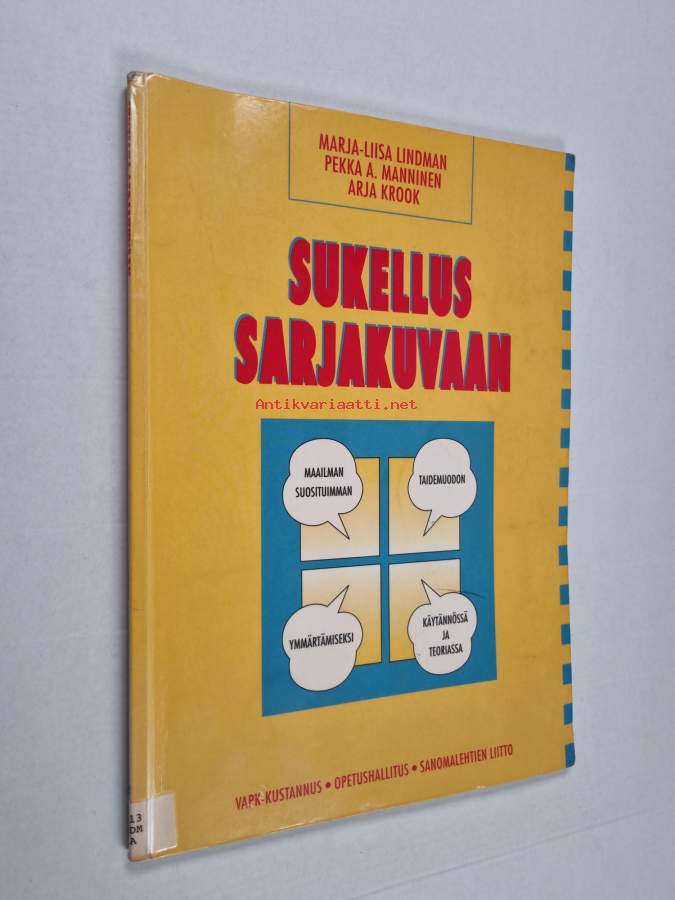 MARJA-LIISA LINDMAN
PEKKA A. MANNINEN
ARJA KROOK
SUKELLUS
SARJAKUVAAN
Antikvariaatti.net
MAAILMAN
SUOSITUIMMAN
TAIDEMUODON
YMMÄRTÄMISEKSI
KÄYTÄNNÖSSÄ
JA
TEORIASSA
VAPK-KUSTANNUS • OPETUSHALLITUS • SANOMALEHTIEN LIITTO
13
DM
A